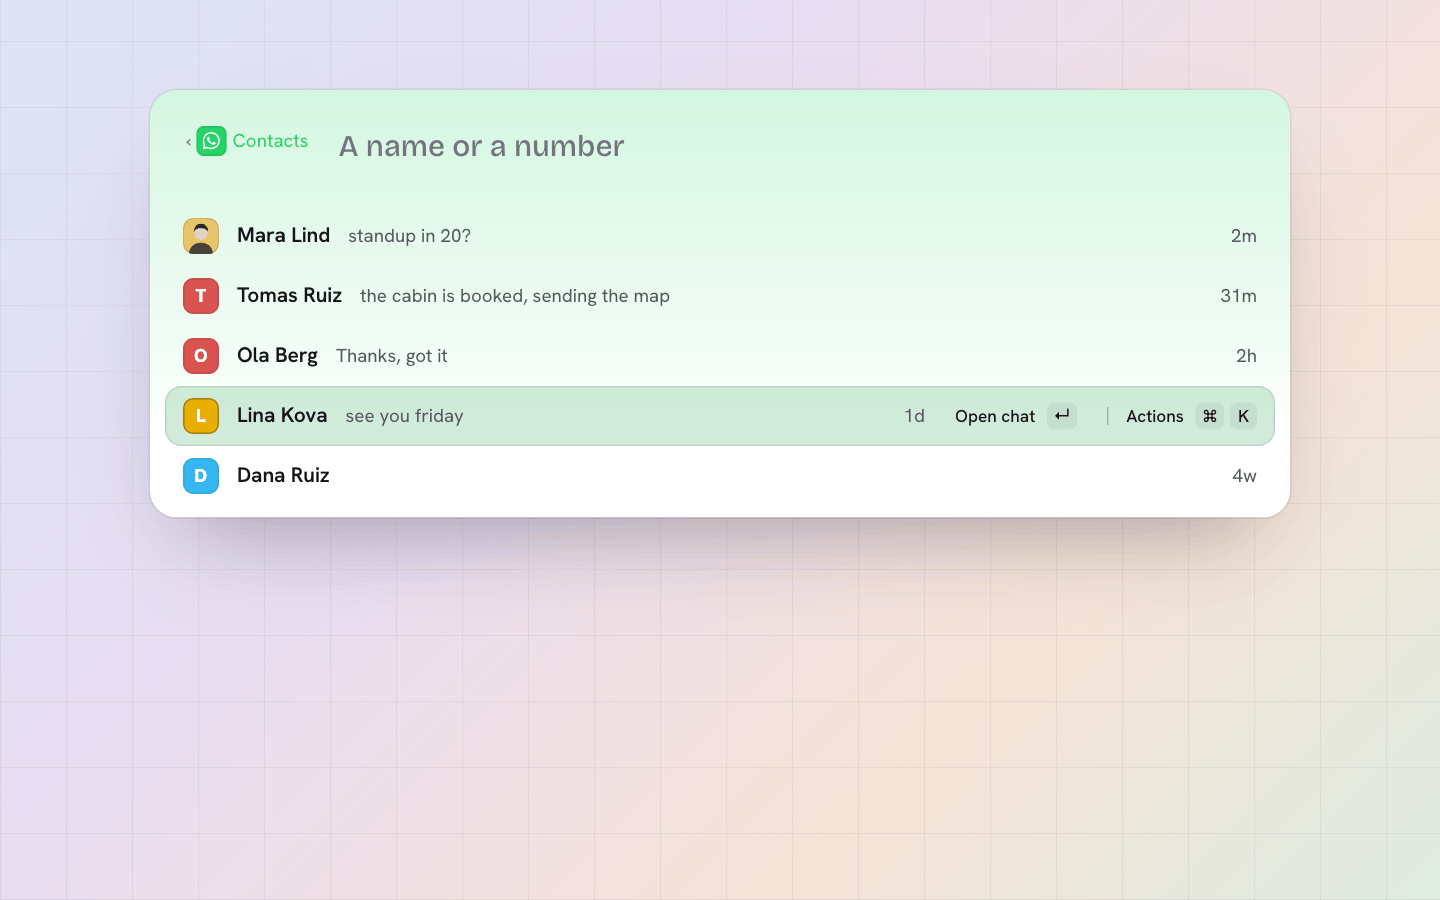 ‹ Contacts A name or a number
Mara Lind standup in 20? 2m
T Tomas Ruiz the cabin is booked, sending the map 31m
O Ola Berg Thanks, got it 2h
L Lina Kova see you friday 1d Open chat ↵ | Actions ⌘ K
D Dana Ruiz 4w